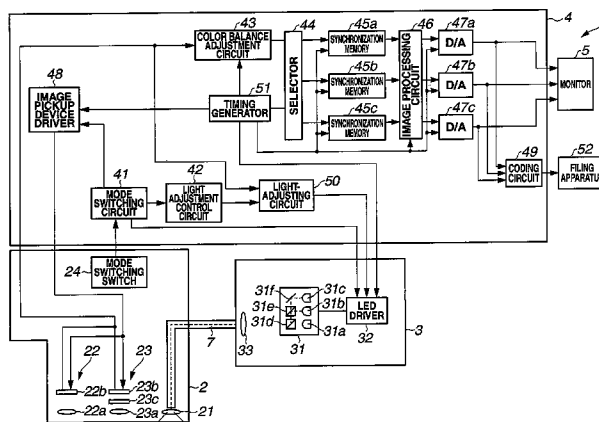 43
44
45a
46
47a
4
COLOR BALANCE
ADJUSTMENT
CIRCUIT
SELECTOR
SYNCHRONIZATION
MEMORY
IMAGE PROCESSING
CIRCUIT
D/A
5
48
45b
47b
MONITOR
IMAGE
PICKUP
DEVICE
DRIVER
51
SYNCHRONIZATION
MEMORY
D/A
TIMING
GENERATOR
45c
47c
SYNCHRONIZATION
MEMORY
D/A
49
52
41
42
50
CODING
CIRCUIT
FILING
APPARATU
MODE
SWITCHING
CIRCUIT
LIGHT
ADJUSTMENT
CONTROL
CIRCUIT
LIGHT-
ADJUSTING
CIRCUIT
24
MODE
SWITCHING
SWITCH
31f
31c
31e
31b
31d
31a
LED
DRIVER
3
7
33
31
32
22
23
2
22b
23b
23c
21
22a
23a